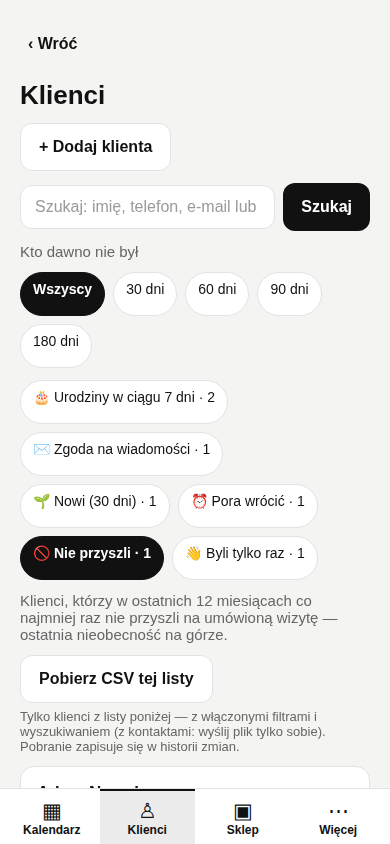 ‹ Wróć
Klienci
+ Dodaj klienta
Szukaj: imię, telefon, e-mail lub
Szukaj
Kto dawno nie był
Wszyscy 30 dni 60 dni 90 dni
180 dni
🎂 Urodziny w ciągu 7 dni · 2
✉️ Zgoda na wiadomości · 1
🌱 Nowi (30 dni) · 1 ⏰ Pora wrócić · 1
🚫 Nie przyszli · 1 👋 Byli tylko raz · 1
Klienci, którzy w ostatnich 12 miesiącach co
najmniej raz nie przyszli na umówioną wizytę —
ostatnia nieobecność na górze.
Pobierz CSV tej listy
Tylko klienci z listy poniżej — z włączonymi filtrami i
wyszukiwaniem (z kontaktami: wyślij plik tylko sobie).
Pobranie zapisuje się w historii zmian.
Kalendarz Klienci Sklep Więcej